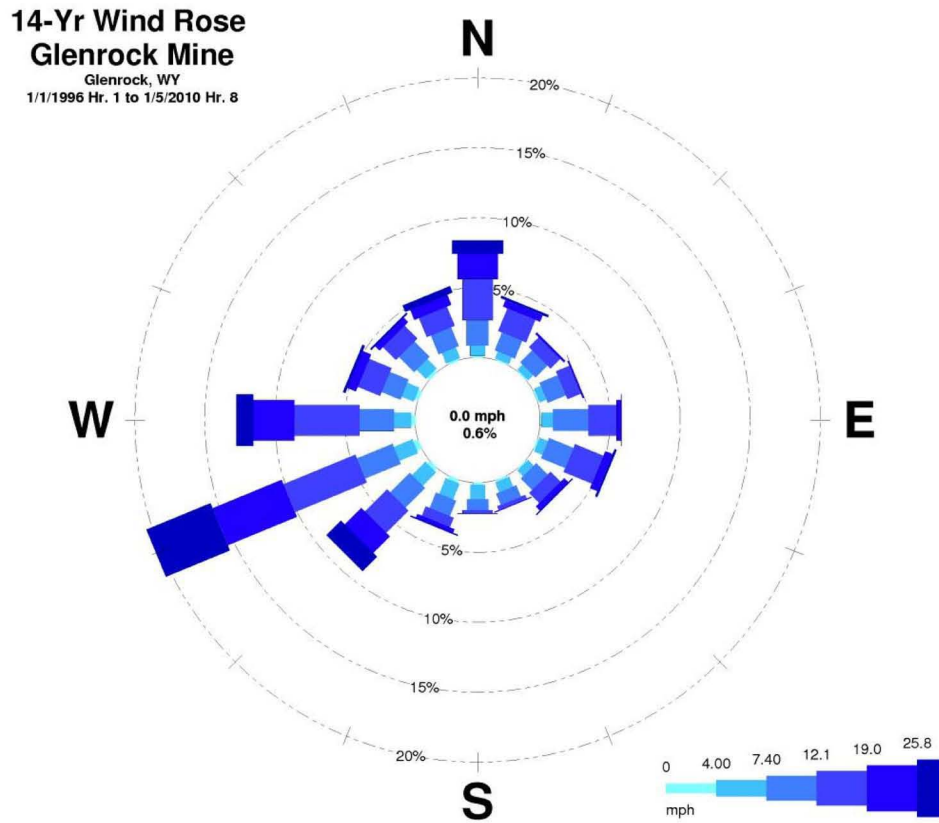 14-Yr Wind Rose
Glenrock Mine
Glenrock, WY
1/1/1996 Hr. 1 to 1/5/2010 Hr. 8
N
20%
15%
10%
5%
W
0.0 mph
0.6%
E
5%
10%
15%
20%
S
0 4.00 7.40 12.1 19.0 25.8
mph